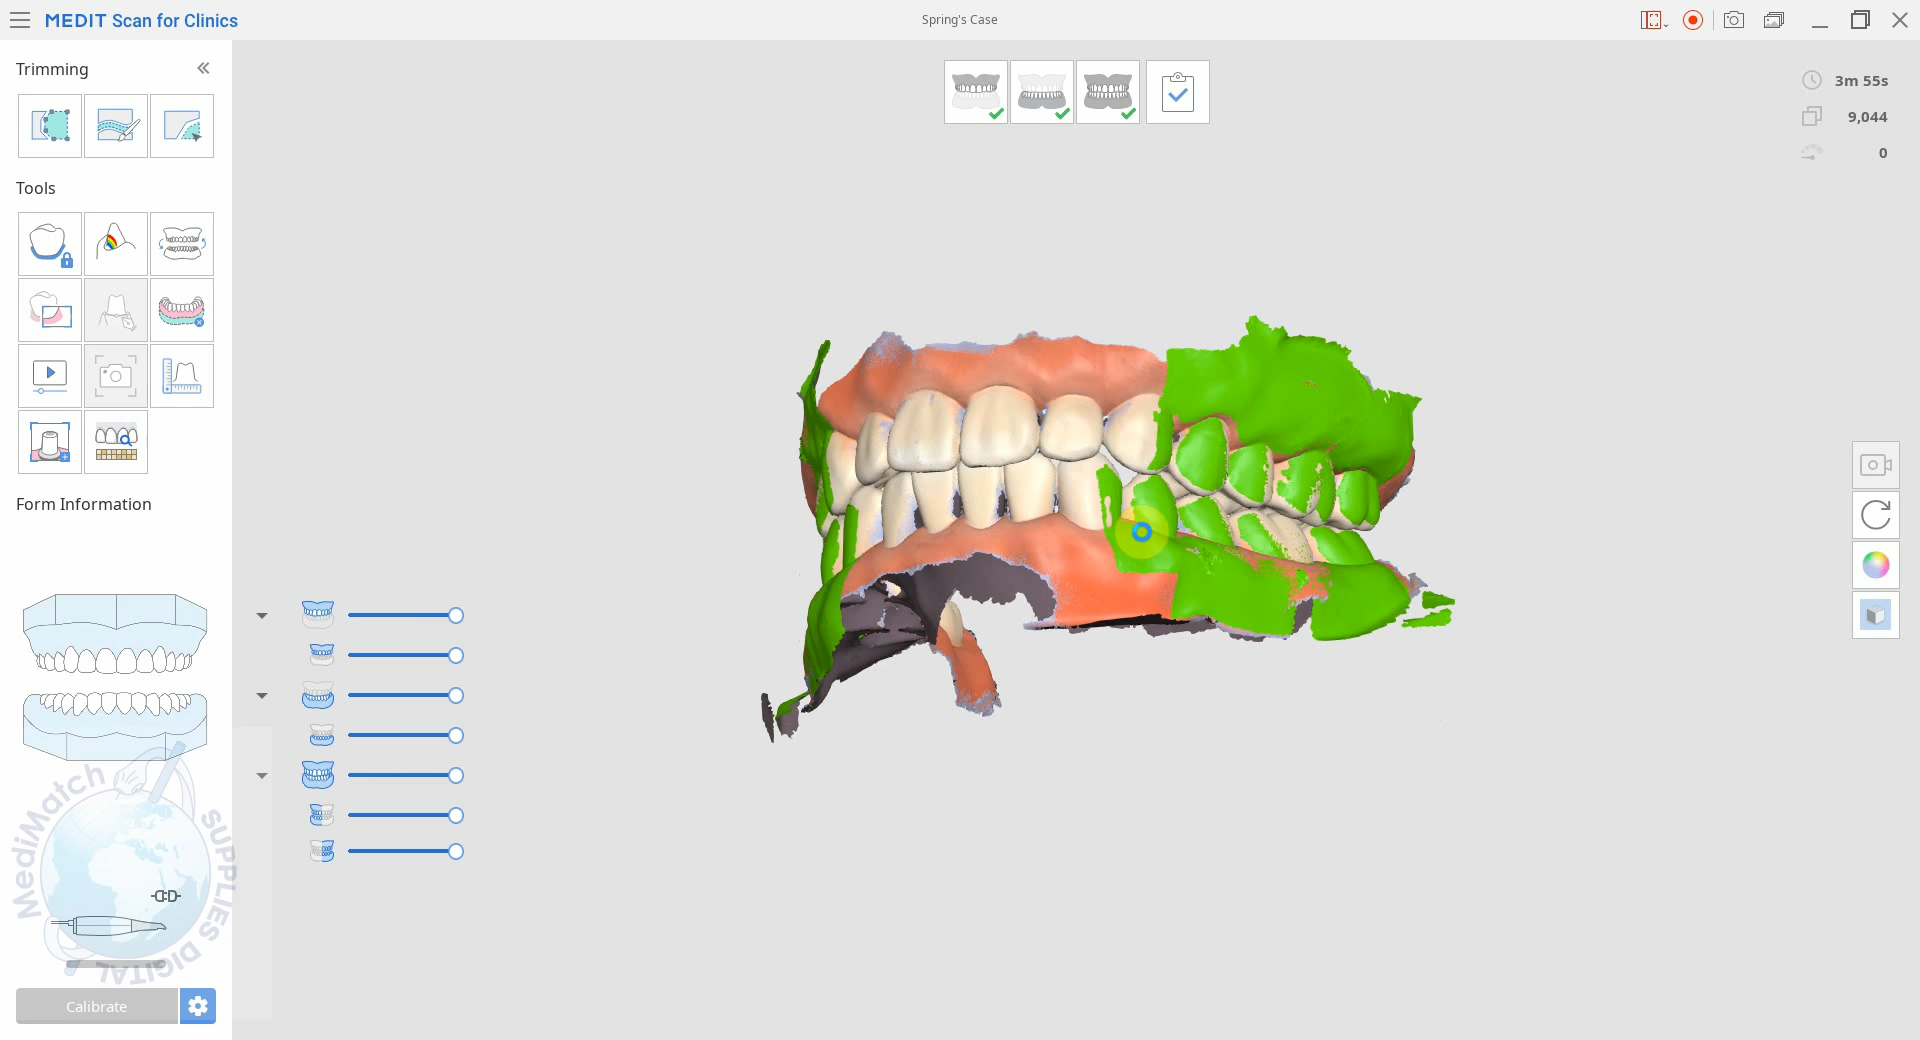 MEDIT Scan for Clinics
Spring's Case
Trimming
3m 55s
9,044
0
Tools
Form Information
MediMatch
DIGITAL
SUPPLIES
Calibrate